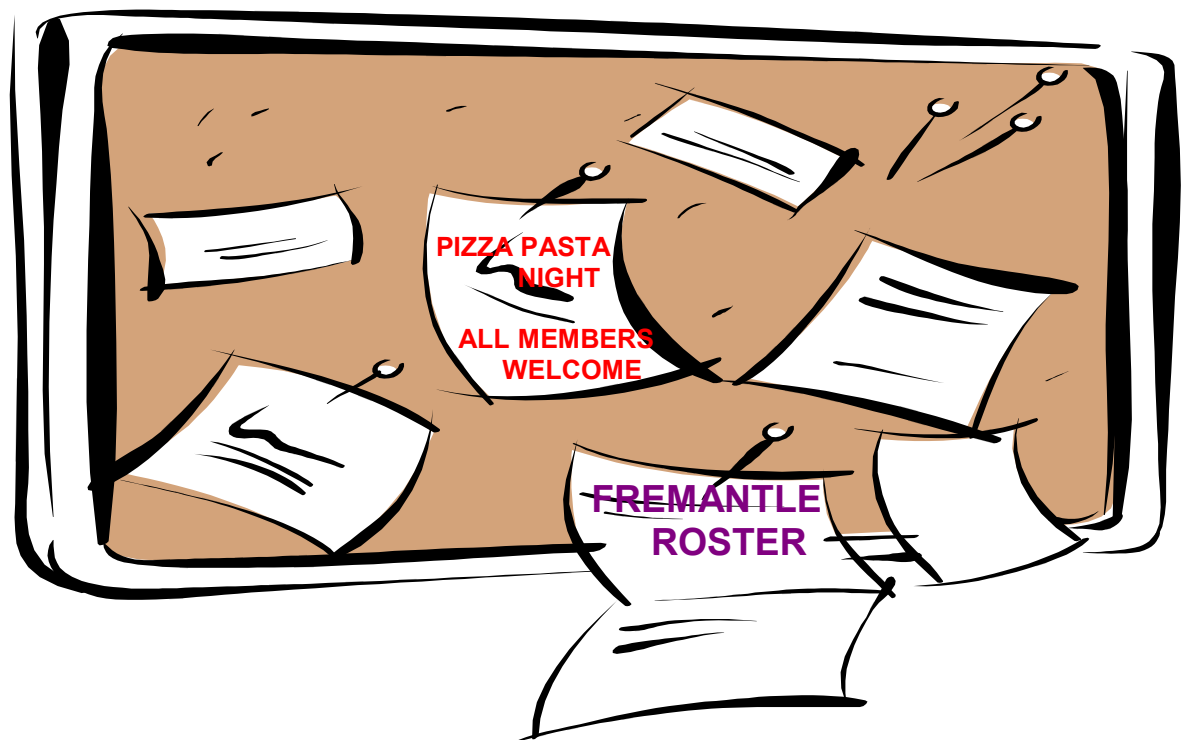 PIZZA PASTA
NIGHT
ALL MEMBERS
WELCOME
FREMANTLE
ROSTER